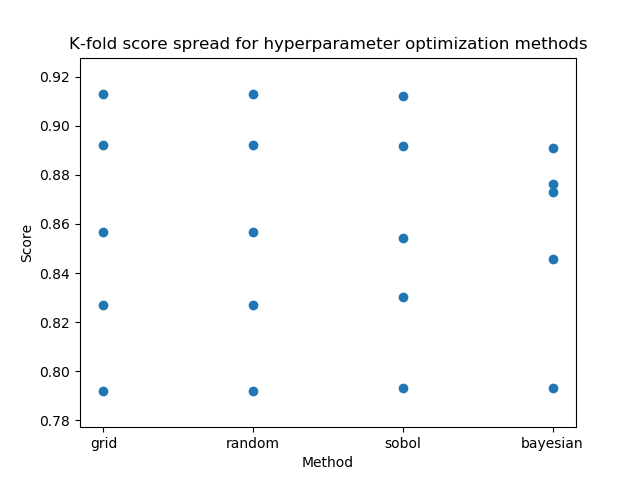 K-fold score spread for hyperparameter optimization methods
0.92
0.90
0.88
0.86
0.84
0.82
0.80
0.78
Score
grid random sobol bayesian
Method